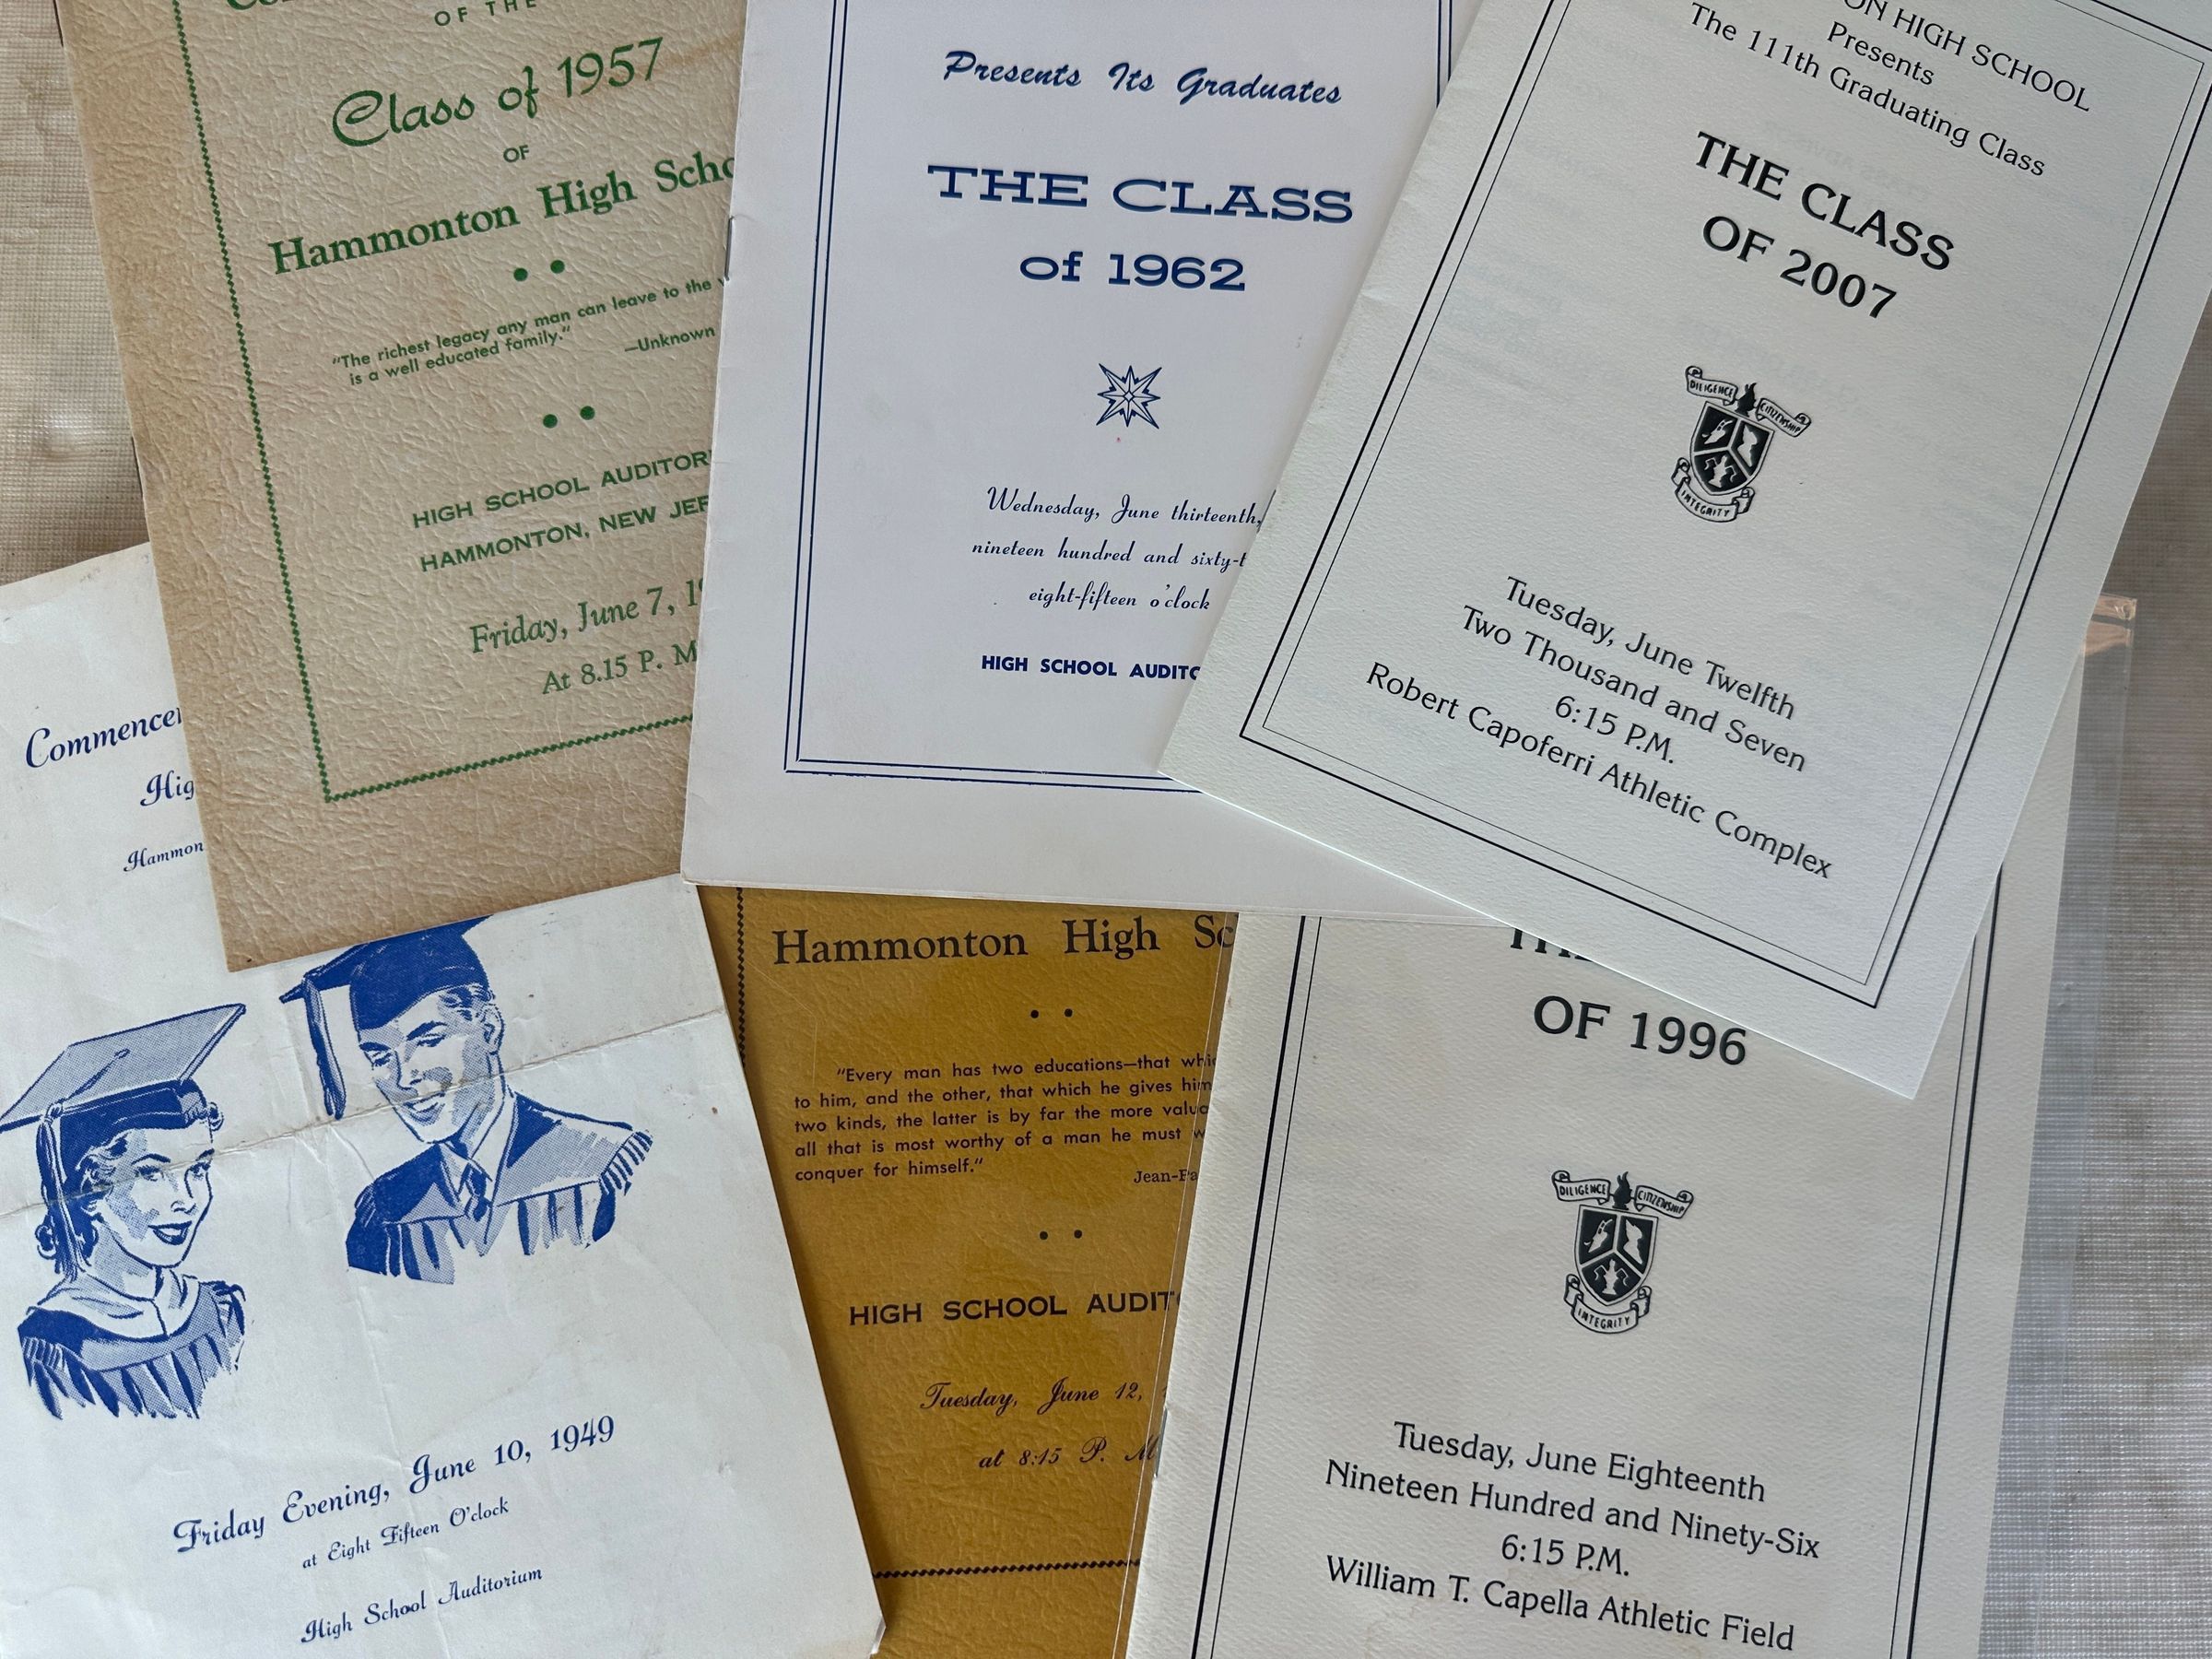 OF THE
Class of 1957
OF
Hammonton High Scho
"The richest legacy any man can leave to the
is a well educated family."
—Unknown
HIGH SCHOOL AUDITOR
HAMMONTON, NEW JER
Friday, June 7, 19
At 8.15 P. M
Presents Its Graduates
THE CLASS
of 1962
Wednesday, June thirteenth,
nineteen hundred and sixty-t
eight-fifteen o'clock
HIGH SCHOOL AUDITO
ON HIGH SCHOOL
Presents
The 111th Graduating Class
THE CLASS
OF 2007
DILIGENCE
CITIZENSHIP
INTEGRITY
Tuesday, June Twelfth
Two Thousand and Seven
6:15 P.M.
Robert Capoferri Athletic Complex
Commencem
Hig
Hammon
Friday Evening, June 10, 1949
at Eight Fifteen O'clock
High School Auditorium
Hammonton High Sc
"Every man has two educations—that whic
to him, and the other, that which he gives him
two kinds, the latter is by far the more valua
all that is most worthy of a man he must w
conquer for himself."
Jean-Pa
HIGH SCHOOL AUDITO
Tuesday, June 12,
at 8:15 P. M.
OF 1996
DILIGENCE
CITIZENSHIP
INTEGRITY
Tuesday, June Eighteenth
Nineteen Hundred and Ninety-Six
6:15 P.M.
William T. Capella Athletic Field